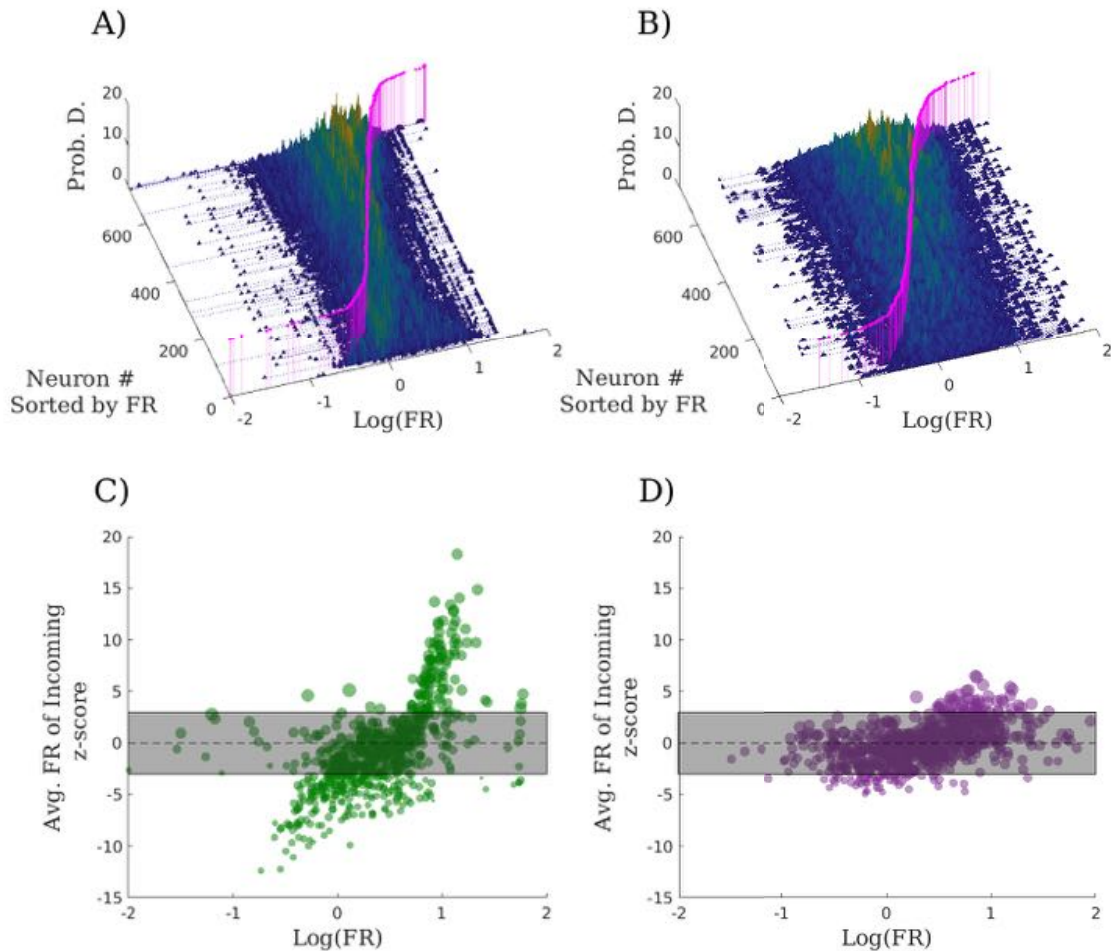 A)
B)
Prob. D.
20
10
0
600
400
200
0
Neuron #
Sorted by FR
-2
-1
0
1
2
Log(FR)
Prob. D.
20
10
0
600
400
200
0
Neuron #
Sorted by FR
-2
-1
0
1
2
Log(FR)
C)
D)
Avg. FR of Incoming
z-score
20
15
10
5
0
-5
-10
-15
-2
-1
0
1
2
Log(FR)
Avg. FR of Incoming
z-score
20
15
10
5
0
-5
-10
-15
-2
-1
0
1
2
Log(FR)